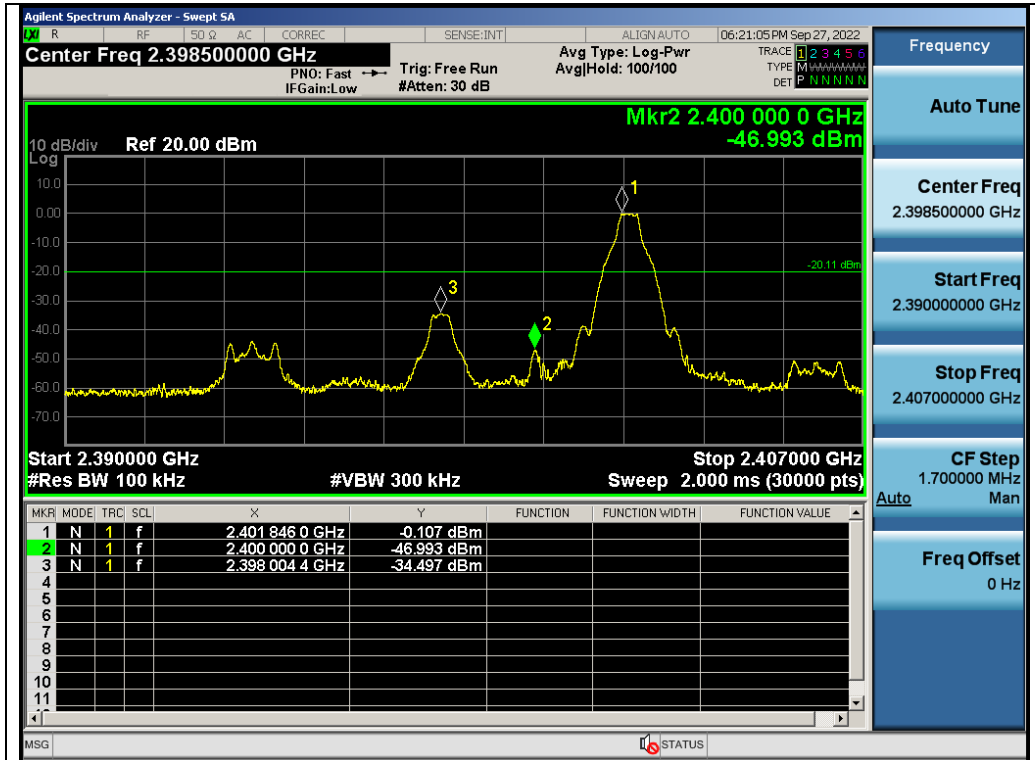 Agilent Spectrum Analyzer - Swept SA
LXI R RF 50 Ω AC CORREC SENSE:INT ALIGN AUTO 06:21:05 PM Sep 27, 2022
Center Freq 2.398500000 GHz
PNO: Fast
IFGain:Low
Trig: Free Run
#Atten: 30 dB
Avg Type: Log-Pwr
Avg|Hold: 100/100
TRACE 1 2 3 4 5 6
TYPE M W W W W W
DET P N N N N N
Mkr2 2.400 000 0 GHz
-46.993 dBm
10 dB/div Ref 20.00 dBm
Log
10.0
0.00
-10.0
-20.0
-30.0
-40.0
-50.0
-60.0
-70.0
1
-20.11 dBm
3
2
Start 2.390000 GHz Stop 2.407000 GHz
#Res BW 100 kHz #VBW 300 kHz Sweep 2.000 ms (30000 pts)
MKR MODE TRC SCL X Y FUNCTION FUNCTION WIDTH FUNCTION VALUE
1 N 1 f 2.401 846 0 GHz -0.107 dBm
2 N 1 f 2.400 000 0 GHz -46.993 dBm
3 N 1 f 2.398 004 4 GHz -34.497 dBm
4
5
6
7
8
9
10
11
MSG STATUS
Frequency
Auto Tune
Center Freq
2.398500000 GHz
Start Freq
2.390000000 GHz
Stop Freq
2.407000000 GHz
CF Step
1.700000 MHz
Auto Man
Freq Offset
0 Hz